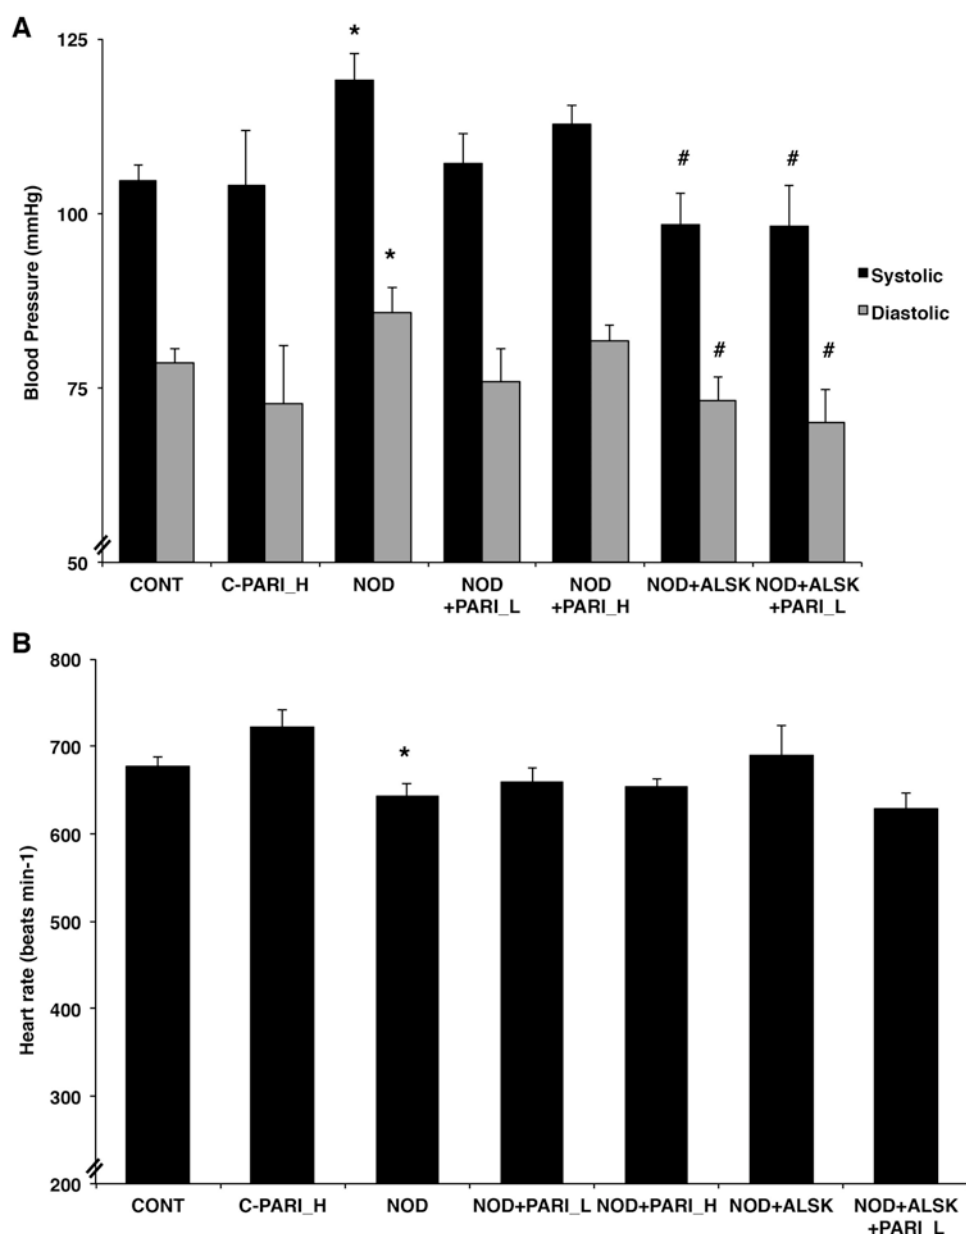 A
125
100
75
50
Blood Pressure (mmHg)
*
*
#
#
#
#
Systolic
Diastolic
CONT
C-PARI_H
NOD
NOD
+PARI_L
NOD
+PARI_H
NOD+ALSK
NOD+ALSK
+PARI_L
B
800
700
600
500
400
300
200
Heart rate (beats min-1)
*
CONT
C-PARI_H
NOD
NOD+PARI_L
NOD+PARI_H
NOD+ALSK
NOD+ALSK
+PARI_L